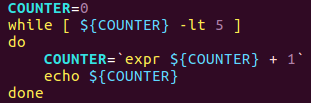 COUNTER=0
while [ ${COUNTER} -lt 5 ]
do
    COUNTER=`expr ${COUNTER} + 1`
    echo ${COUNTER}
done